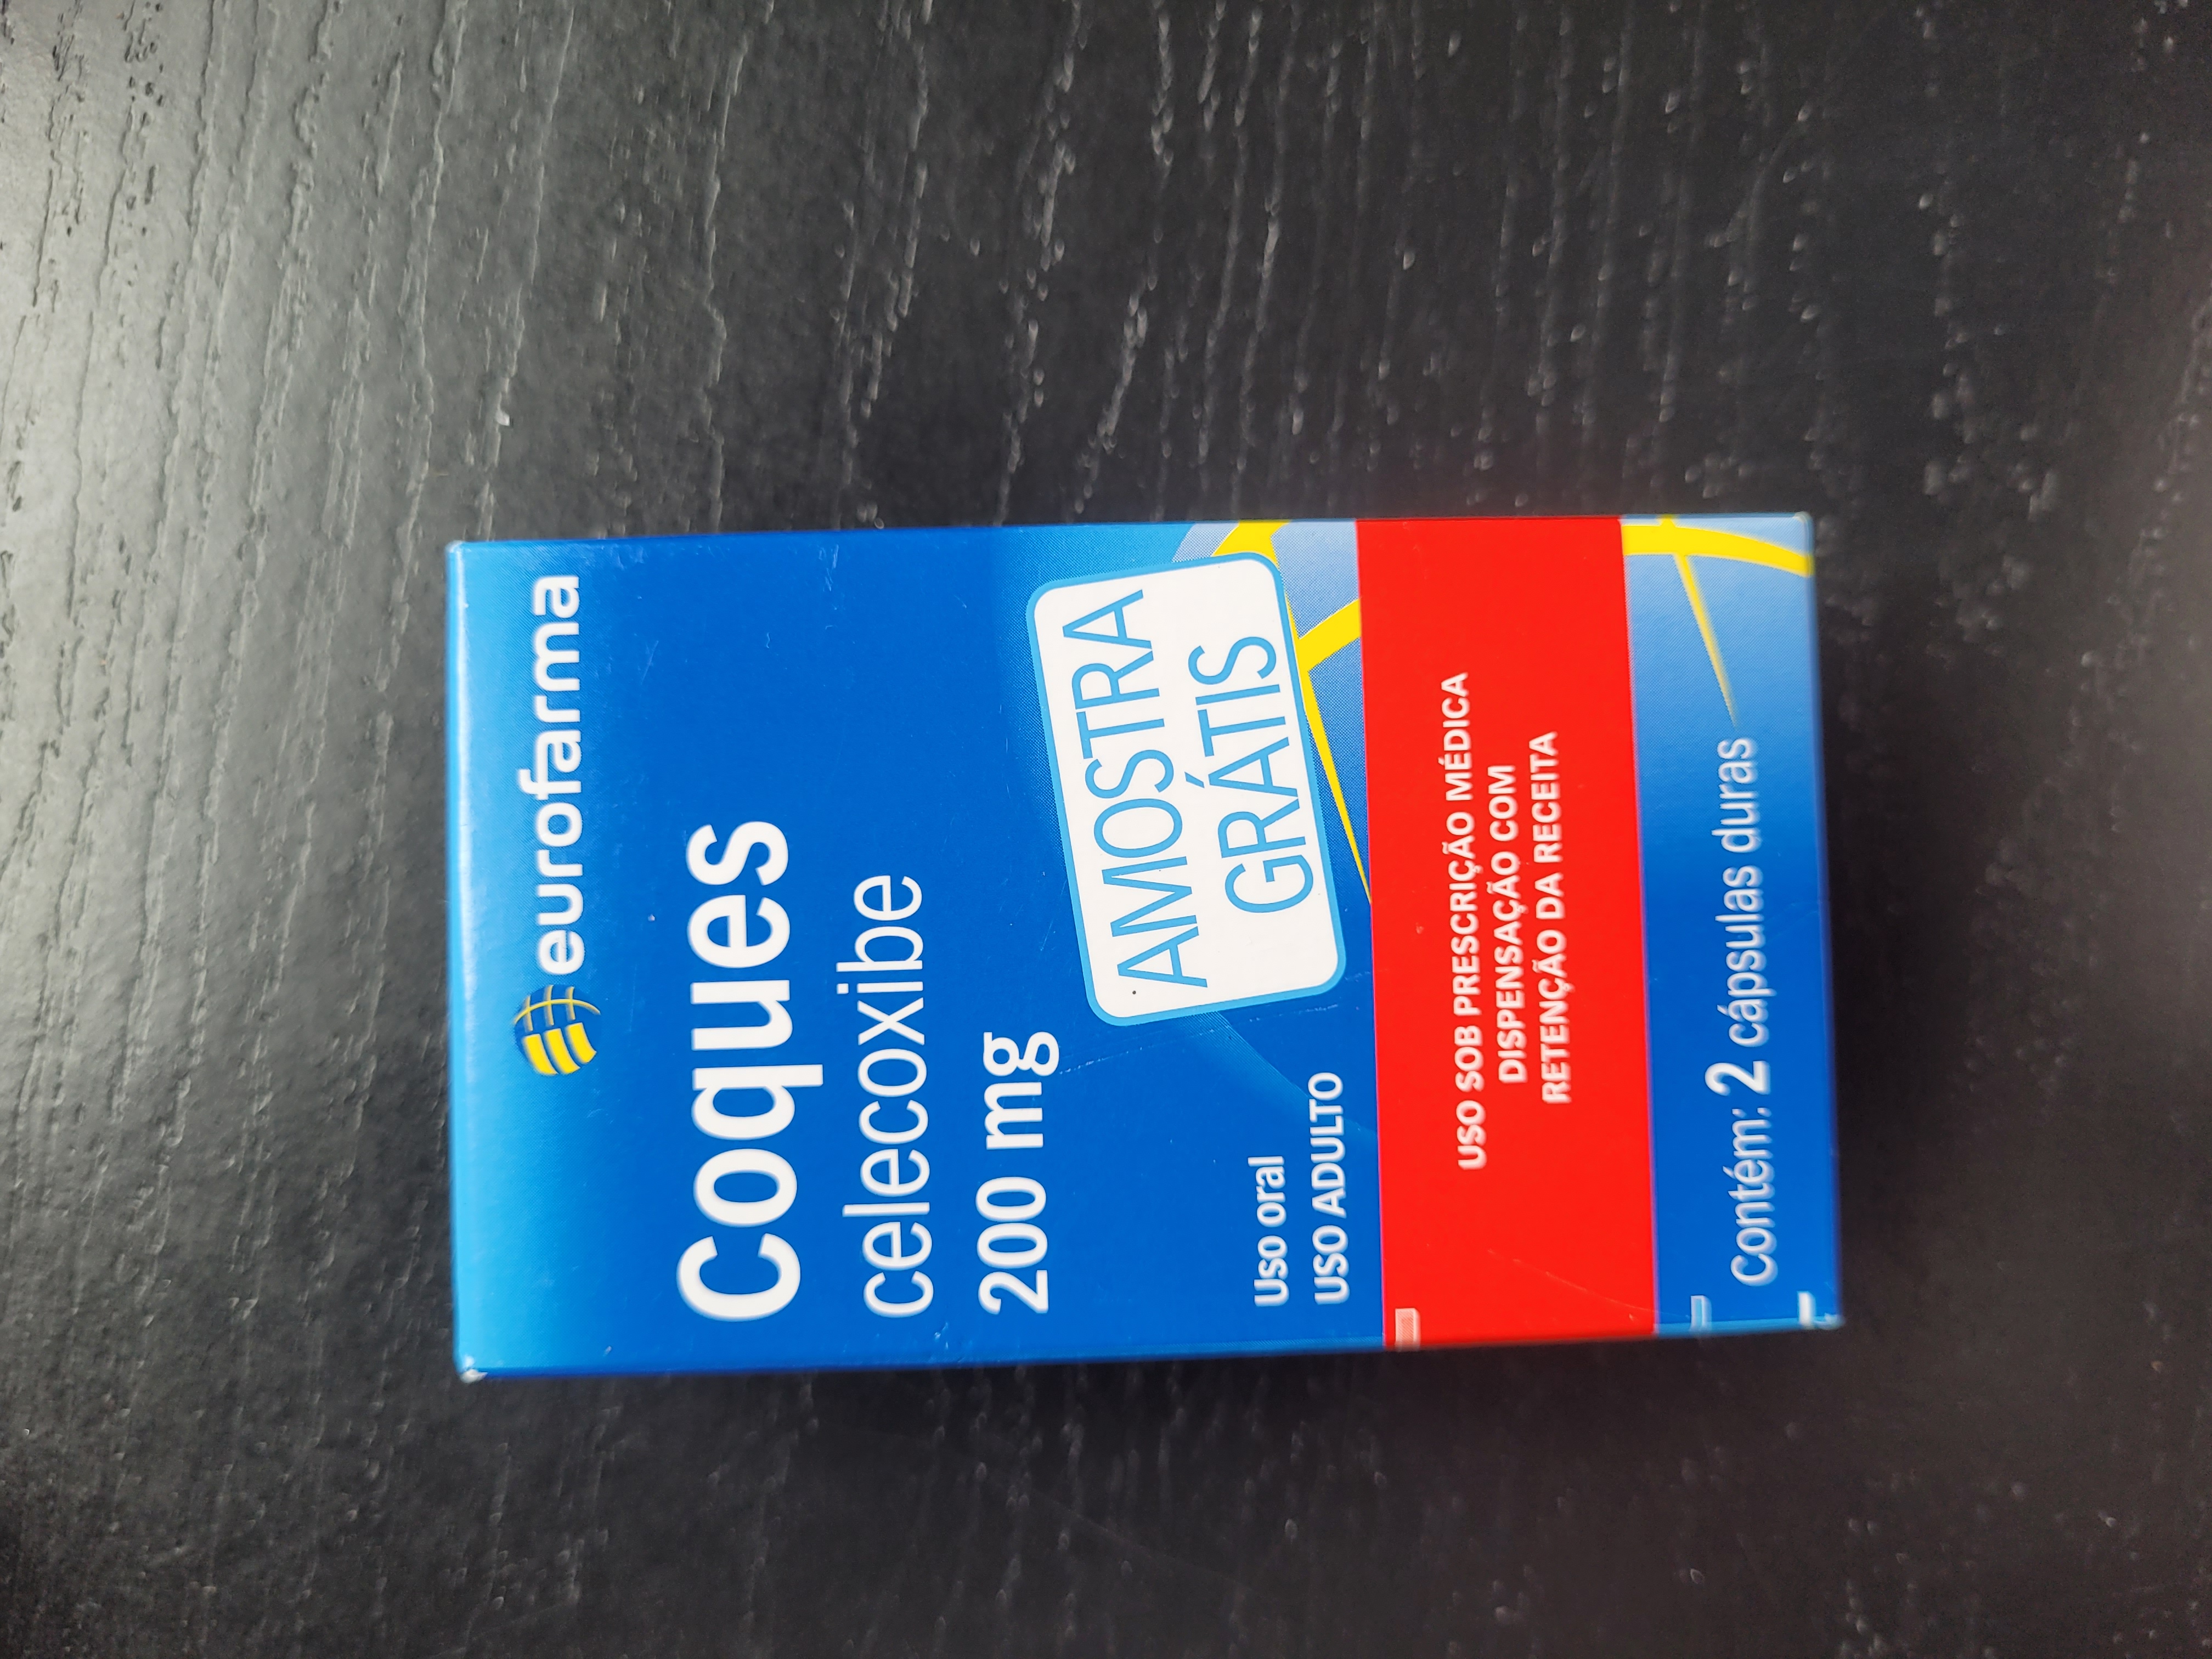 eurofarma
Coques
celecoxibe
200 mg
AMOSTRA
GRÁTIS
Uso oral
USO ADULTO
USO SOB PRESCRIÇÃO MÉDICA
DISPENSAÇÃO COM
RETENÇÃO DA RECEITA
Contém: 2 cápsulas duras